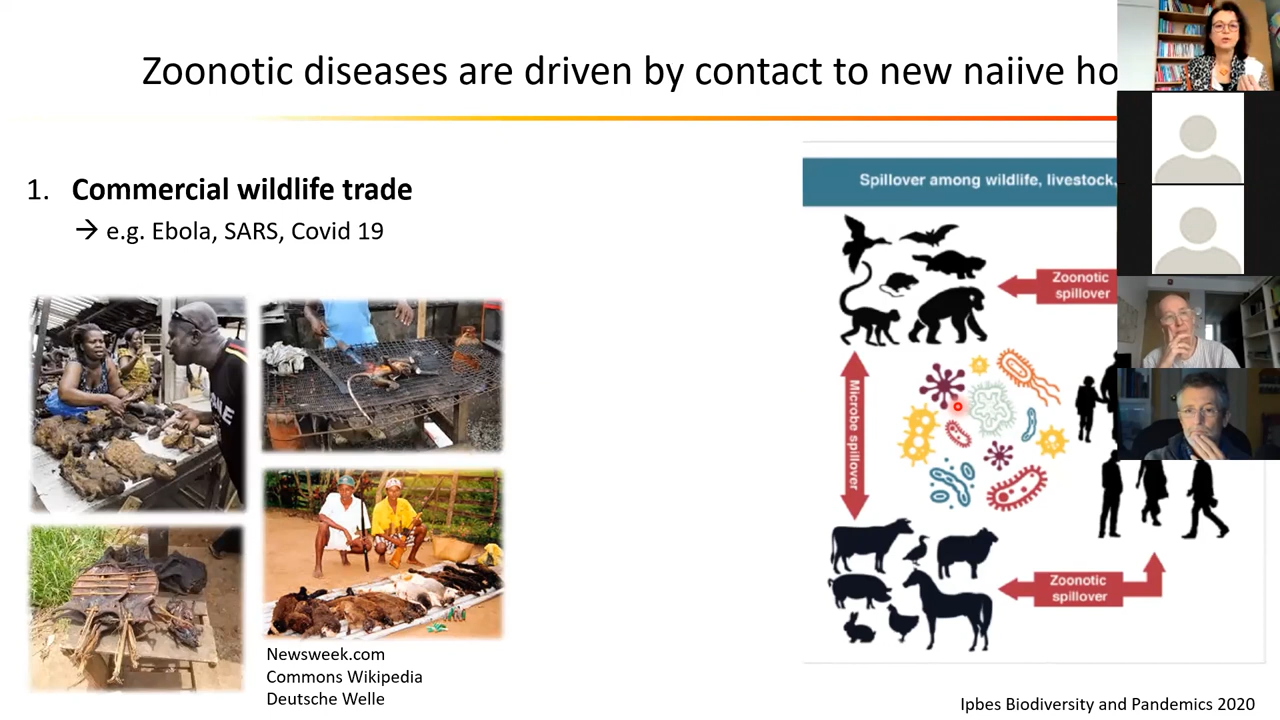 Zoonotic diseases are driven by contact to new naiive ho
1. Commercial wildlife trade
→ e.g. Ebola, SARS, Covid 19
Spillover among wildlife, livestock,
Zoonotic
spillover
Microbe spillover
Zoonotic
spillover
Newsweek.com
Commons Wikipedia
Deutsche Welle
Ipbes Biodiversity and Pandemics 2020